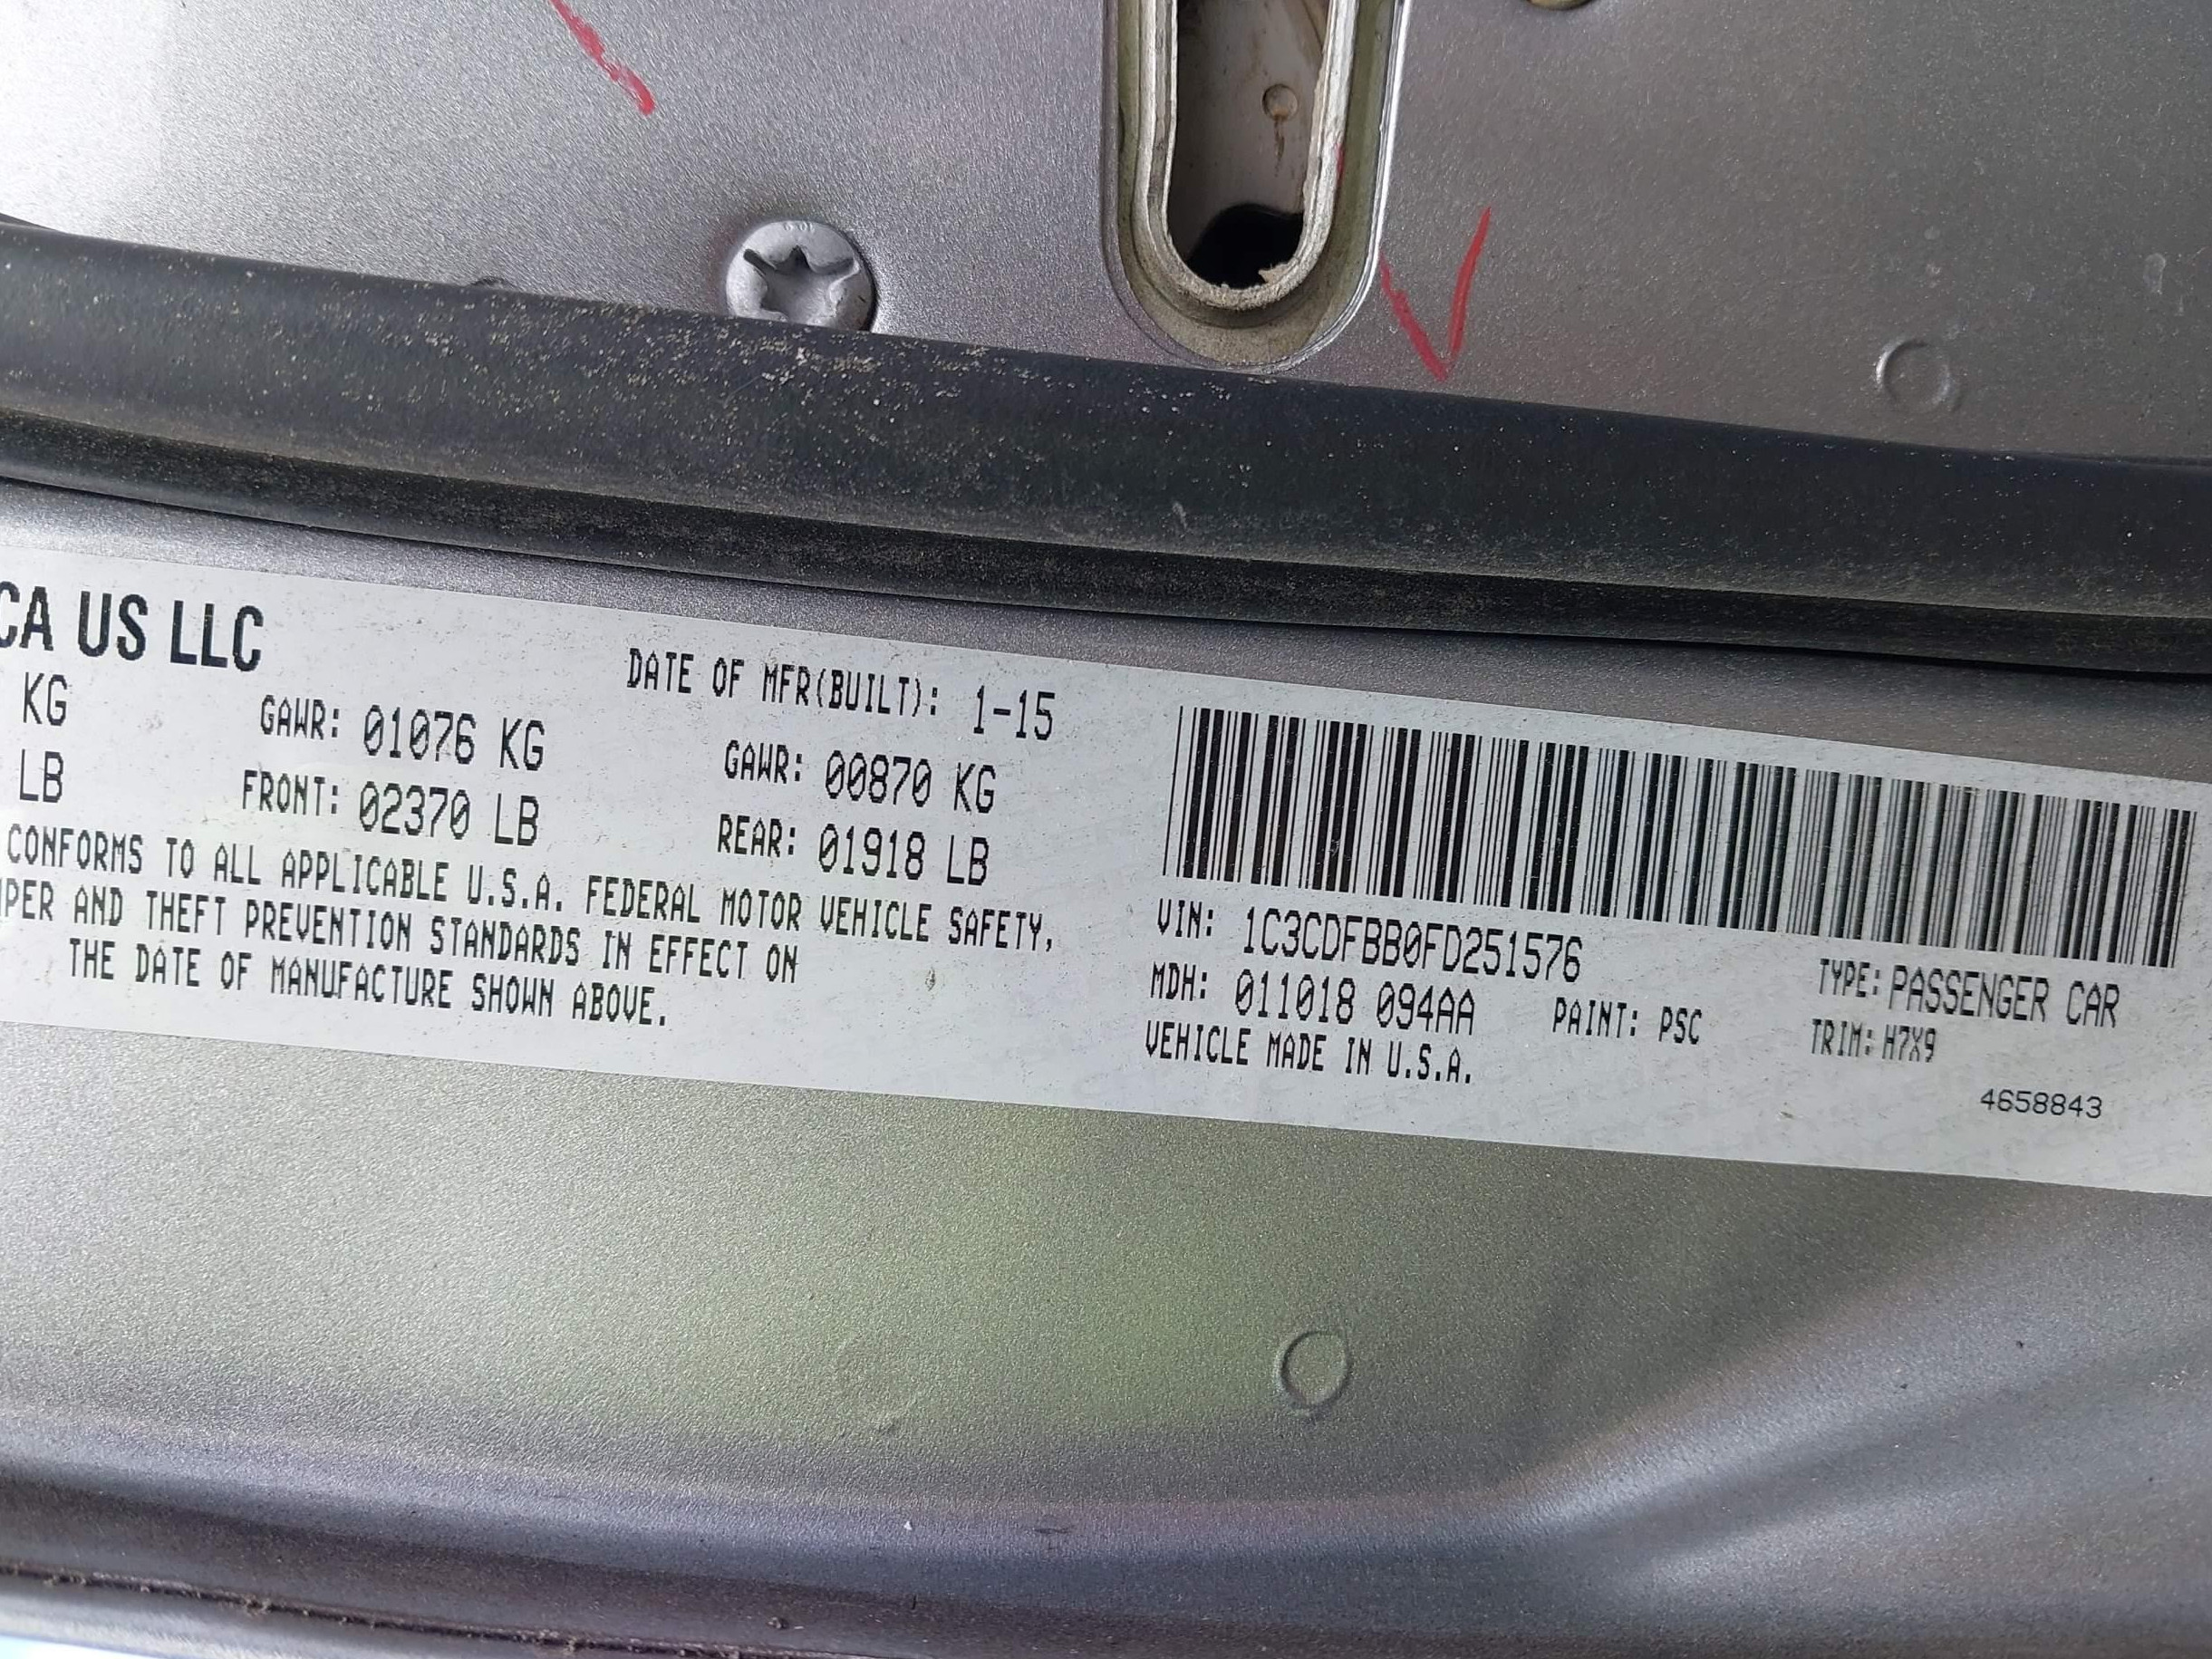 CA US LLC
DATE OF MFR(BUILT): 1-15
KG GAWR: 01076 KG GAWR: 00870 KG
LB FRONT: 02370 LB REAR: 01918 LB
CONFORMS TO ALL APPLICABLE U.S.A. FEDERAL MOTOR VEHICLE SAFETY,
PER AND THEFT PREVENTION STANDARDS IN EFFECT ON
THE DATE OF MANUFACTURE SHOWN ABOVE.
VIN: 1C3CDFBB0FD251576 TYPE: PASSENGER CAR
MDH: 011018 094AA PAINT: PSC TRIM: H7X9
VEHICLE MADE IN U.S.A.
4658843